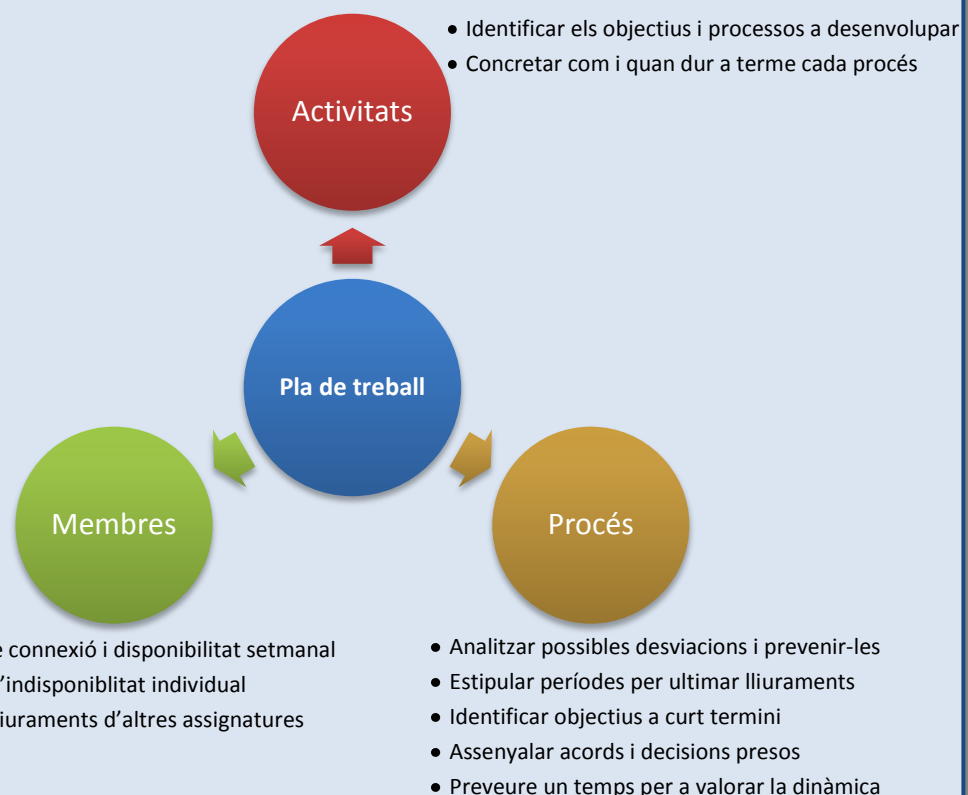 • Identificar els objectius i processos a desenvolupar
• Concretar com i quan dur a terme cada procés
Activitats
Pla de treball
Membres
Procés
connexió i disponibilitat setmanal
l'indisponiblitat individual
d'altres assignatures
• Analitzar possibles desviacions i prevenir-les
• Estipular períodes per ultimar lliuraments
• Identificar objectius a curt termini
• Assenyalar acords i decisions presos
• Preveure un temps per a valorar la dinàmica